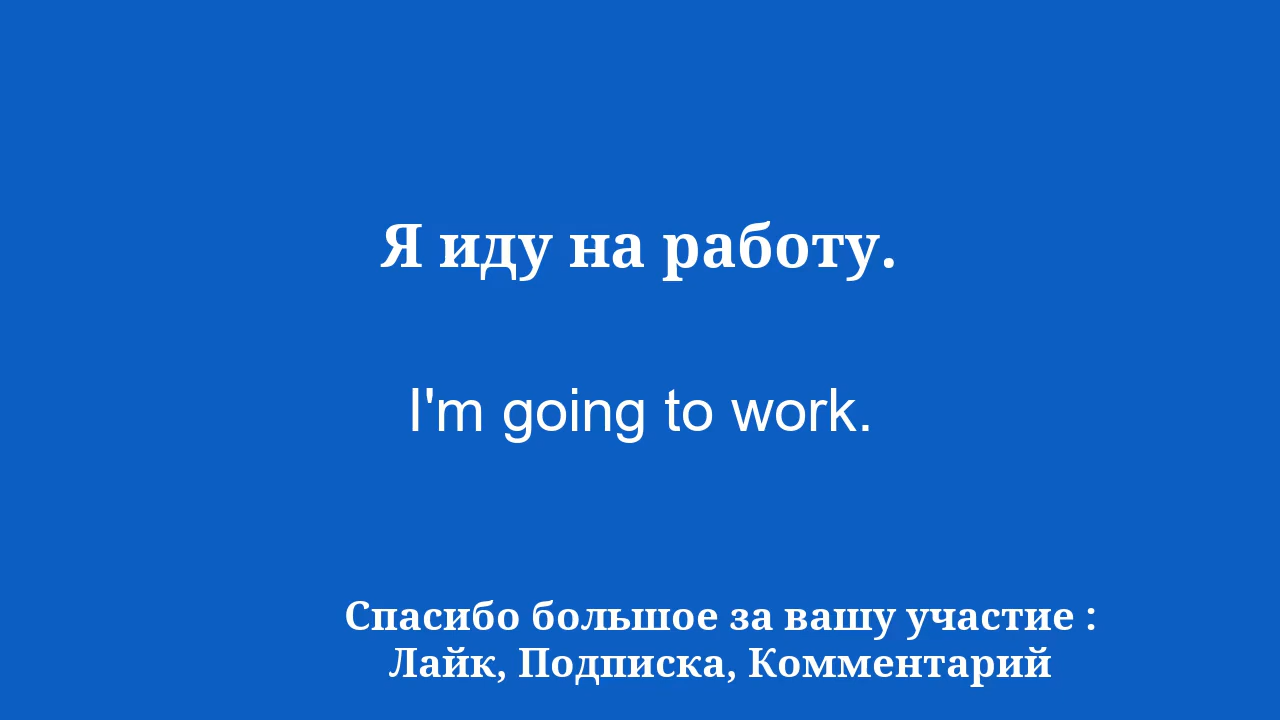 Я иду на работу.
I'm going to work.
Спасибо большое за вашу участие :
Лайк, Подписка, Комментарий